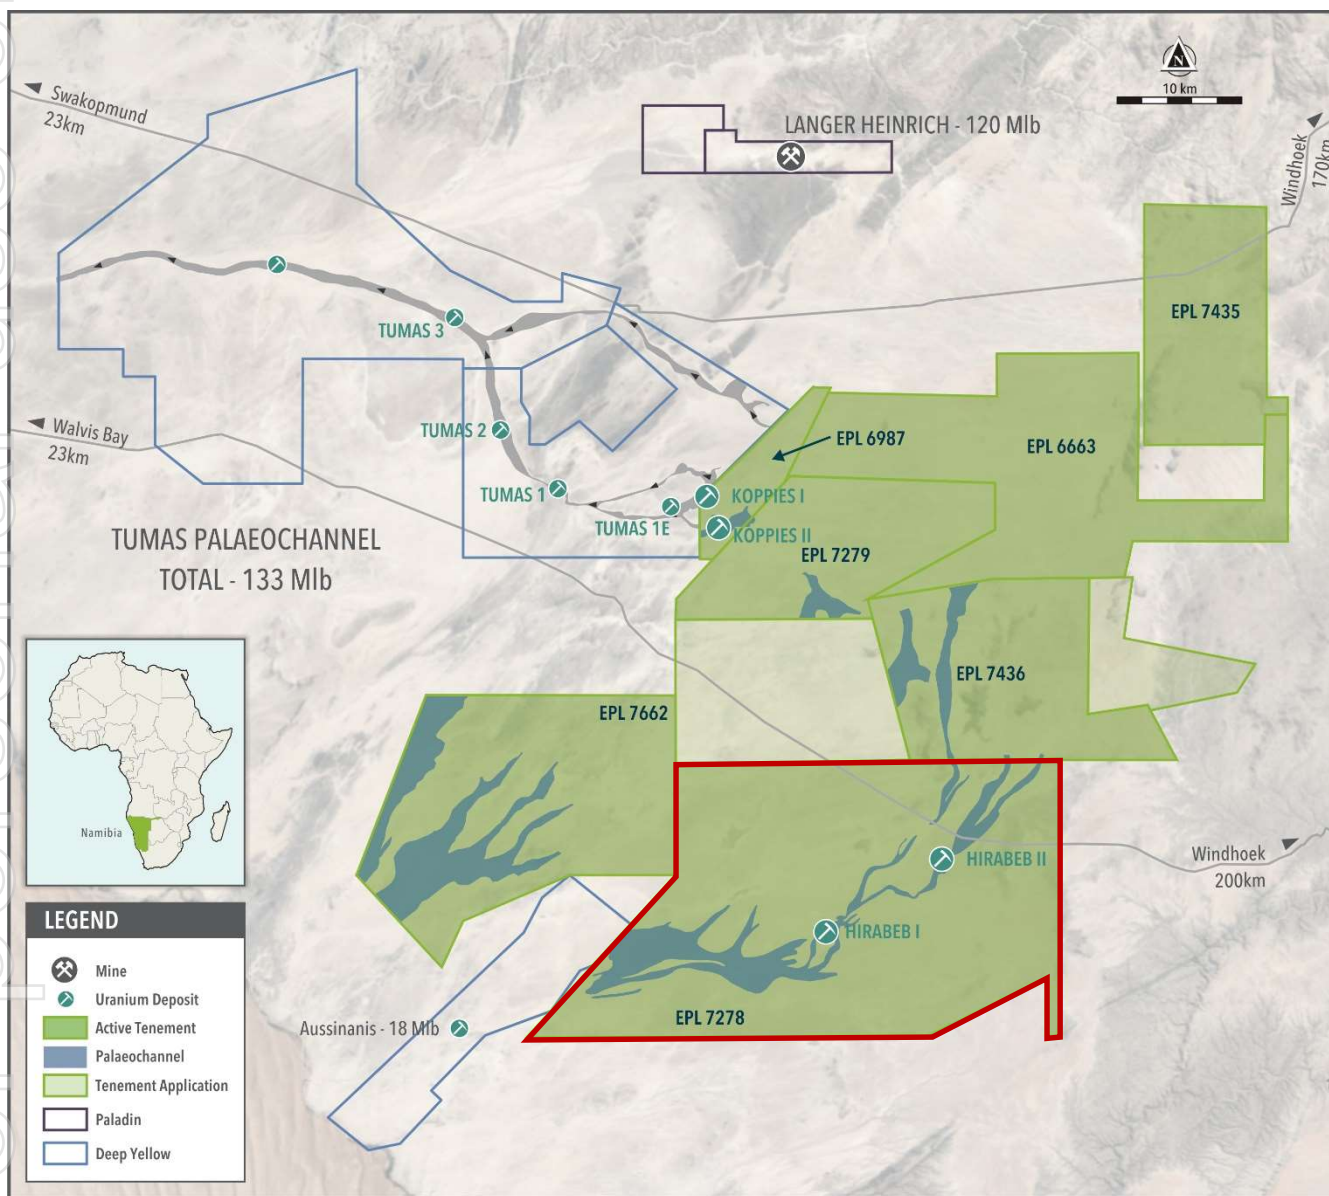 Swakopmund
23km
N
10 km
LANGER HEINRICH - 120 Mlb
Windhoek
170km
EPL 7435
TUMAS 3
EPL 6987
EPL 6663
Walvis Bay
23km
TUMAS 2
TUMAS 1
KOPPIES I
TUMAS 1E
KOPPIES II
TUMAS PALAEOCHANNEL
TOTAL - 133 Mlb
EPL 7279
EPL 7436
EPL 7662
Namibia
HIRABEB II
Windhoek
200km
HIRABEB I
EPL 7278
Aussinanis - 18 Mlb
LEGEND
Mine
Uranium Deposit
Active Tenement
Palaeochannel
Tenement Application
Paladin
Deep Yellow